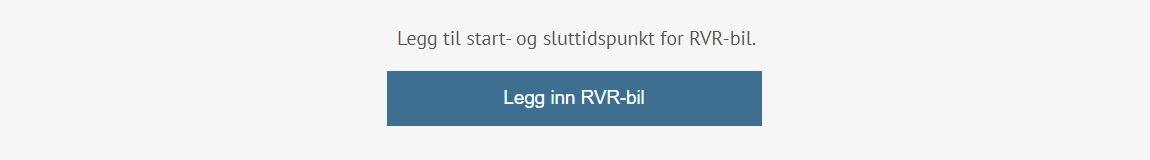 Legg til start- og sluttidspunkt for RVR-bil.
Legg inn RVR-bil